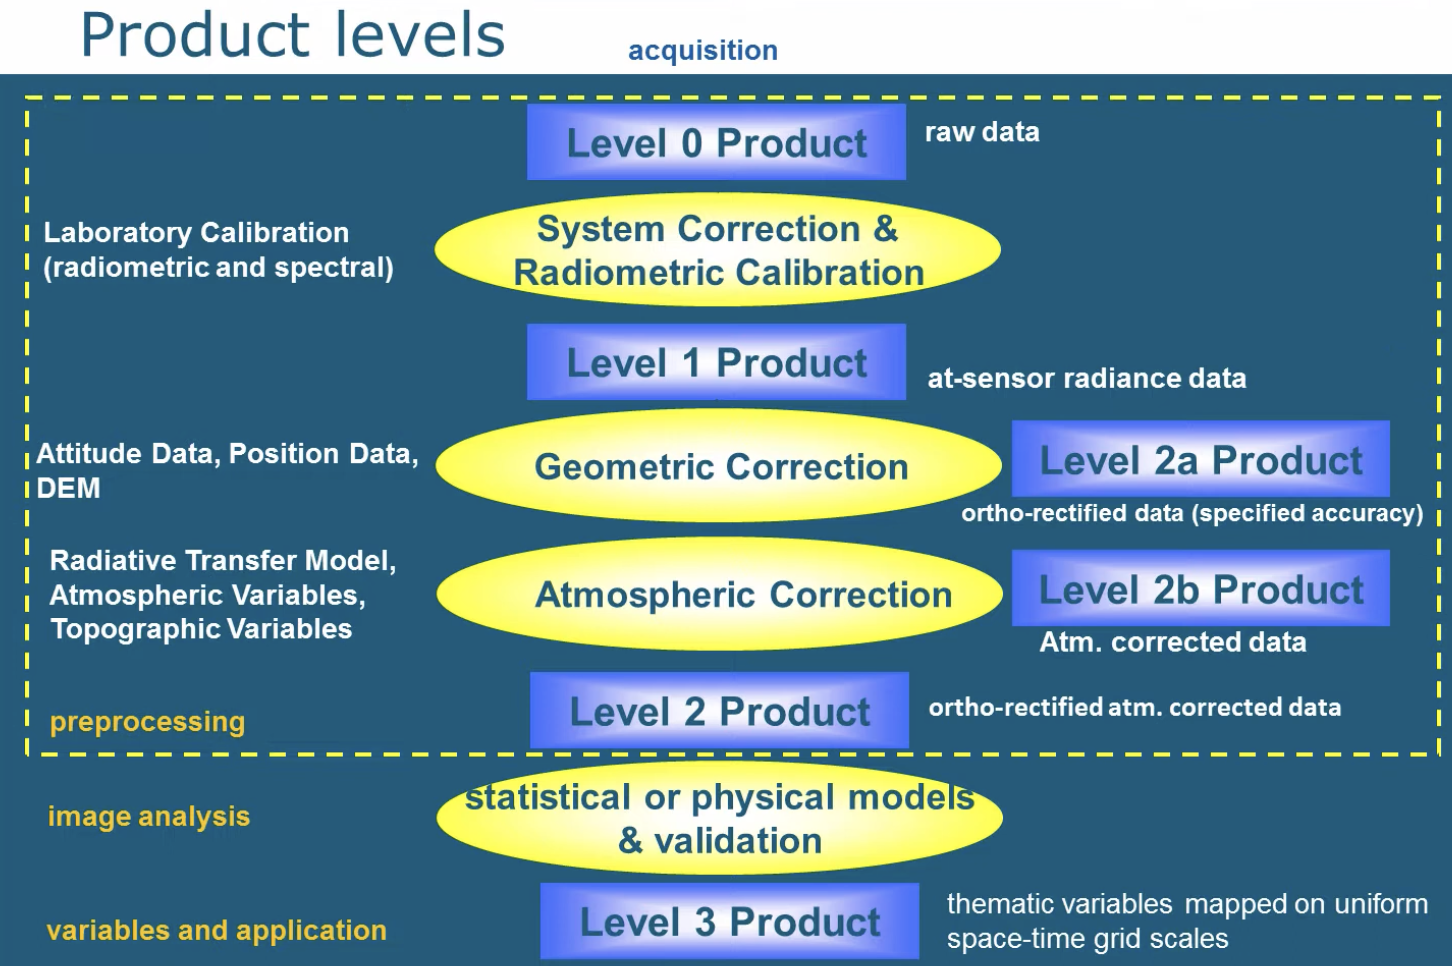 Product levels
acquisition
Level 0 Product
raw data
Laboratory Calibration
(radiometric and spectral)
System Correction &
Radiometric Calibration
Level 1 Product
at-sensor radiance data
Attitude Data, Position Data,
DEM
Geometric Correction
Level 2a Product
ortho-rectified data (specified accuracy)
Radiative Transfer Model,
Atmospheric Variables,
Topographic Variables
Atmospheric Correction
Level 2b Product
Atm. corrected data
preprocessing
Level 2 Product
ortho-rectified atm. corrected data
image analysis
statistical or physical models
& validation
variables and application
Level 3 Product
thematic variables mapped on uniform
space-time grid scales